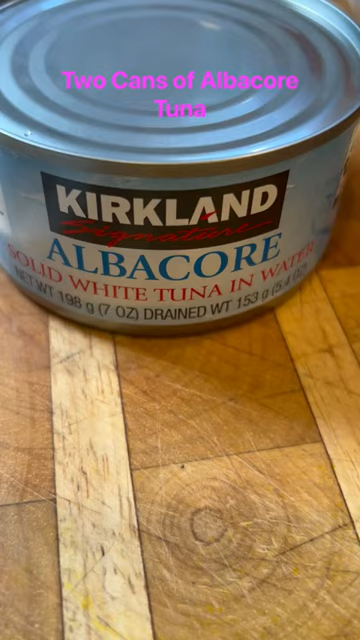 Two Cans of Albacore
Tuna
KIRKLAND
Signature
ALBACORE
SOLID WHITE TUNA IN WATER
NET WT 198 g (7 OZ) DRAINED WT 153 g (5.4 OZ)